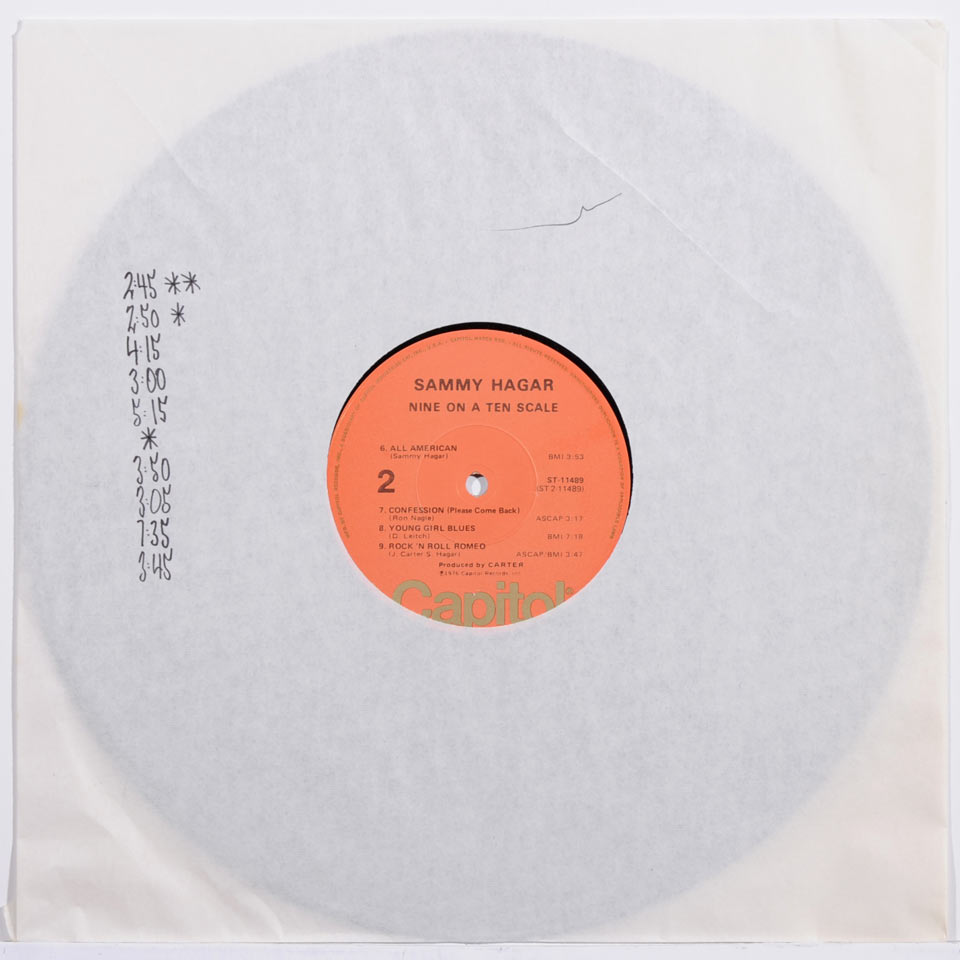 2:45 **
2:50 *
4:15
3:00
5:15
*
3:50
3:05
7:35
3:45
SAMMY HAGAR
NINE ON A TEN SCALE
6. ALL AMERICAN
(Sammy Hagar) BMI 3:53
2 ST-11489
(ST 2-11489)
7. CONFESSION (Please Come Back)
(Ron Nagle) ASCAP 3:17
8. YOUNG GIRL BLUES
(D. Leitch) BMI 7:18
9. ROCK 'N ROLL ROMEO
(J. Carter S. Hagar) ASCAP/BMI 3:47
Produced by CARTER
℗1976 Capitol Records, Inc.
Capitol